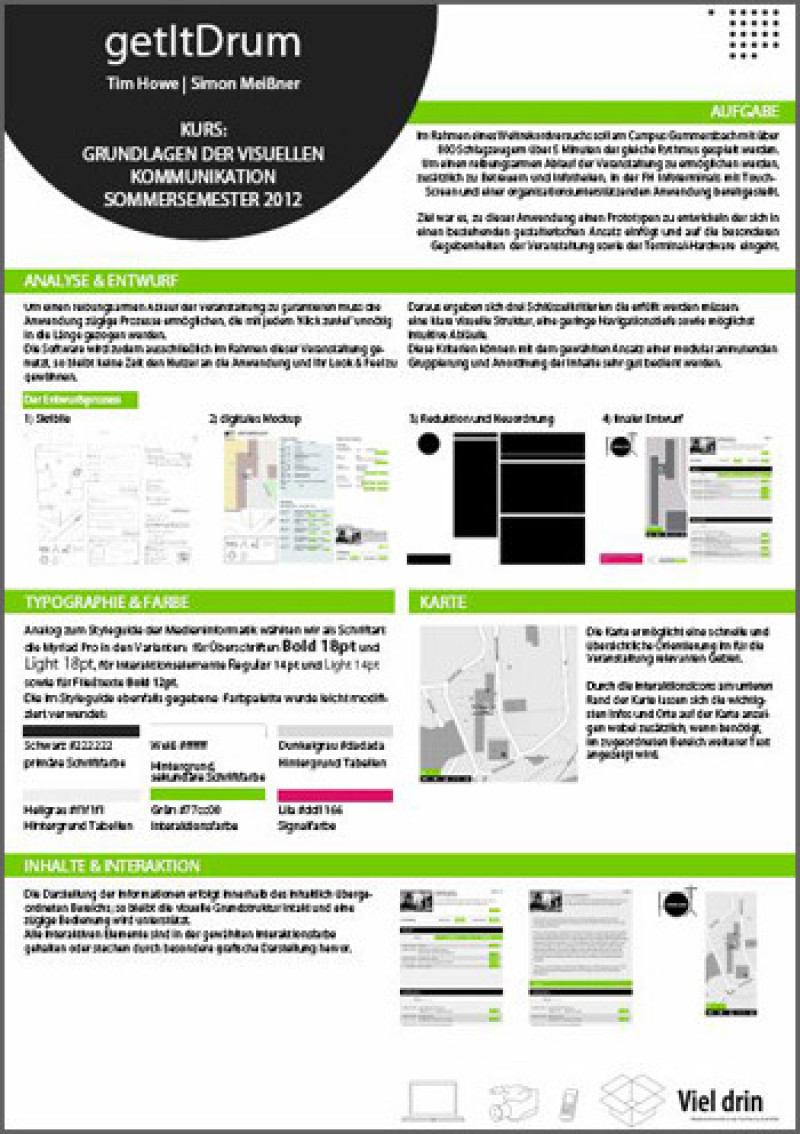 getItDrum
Tim Howe | Simon Meißner
KURS:
GRUNDLAGEN DER VISUELLEN
KOMMUNIKATION
SOMMERSEMESTER 2012
AUFGABE
Im Rahmen eines Weltrekordversuchs soll am Campus Gummersbach mit über
800 Schlagzeugern über 5 Minuten der gleiche Rythmus gespielt werden.
Um einen reibungsarmen Ablauf der Veranstaltung zu ermöglichen werden,
zusätzlich zu Betreuern und Infotheken, in der FH Infoterminals mit Touch-
Screen und einer organisationsunterstützenden Anwendung bereitgestellt.
Ziel war es, zu dieser Anwendung einen Prototypen zu entwickeln der sich in
einen bestehenden gestalterischen Ansatz einfügt und auf die besonderen
Gegebenheiten der Veranstaltung sowie der Terminal-Hardware eingeht.
ANALYSE & ENTWURF
Um einen reibungsarmen Ablauf der Veranstaltung zu garantieren muss die
Anwendung zügige Prozesse ermöglichen, die mit jedem "Klick zuviel" unnötig
in die Länge gezogen werden.
Die Software wird zudem ausschließlich im Rahmen dieser Veranstaltung ge-
nutzt, so bleibt keine Zeit den Nutzer an die Anwendung und ihr Look & Feel zu
gewöhnen.
Daraus ergeben sich drei Schlüsselkriterien die erfüllt werden müssen:
eine klare visuelle Struktur, eine geringe Navigationstiefe sowie möglichst
intuitive Abläufe.
Diese Kriterien können mit dem gewählten Ansatz einer modular anmutenden
Gruppierung und Anordnung der Inhalte sehr gut bedient werden.
Der Entwurfsprozess
1) Skribble
2) digitales Mockup
3) Reduktion und Neuordnung
4) finaler Entwurf
TYPOGRAPHIE & FARBE
Analog zum Styleguide der Medieninformatik wählten wir als Schriftart
die Myriad Pro in den Varianten: für Überschriften Bold 18pt und
Light 18pt, für Interaktionselemente Regular 14pt und Light 14pt
sowie für Fließtexte Bold 12pt.
Die im Styleguide ebenfalls gegebene Farbpalette wurde leicht modifi-
ziert verwendet:
Schwarz #222222
primäre Schriftfarbe
Weiß #ffffff
Hintergrund,
sekundäre Schriftfarbe
Dunkelgrau #dadada
Hintergrund Tabellen
Hellgrau #f1f1f1
Hintergrund Tabellen
Grün #77cc00
Interaktionsfarbe
Lila #dd1166
Signalfarbe
KARTE
Die Karte ermöglicht eine schnelle und
übersichtliche Orientierung im für die
Veranstaltung relevanten Gebiet.
Durch die Interaktionsicons am unteren
Rand der Karte lassen sich die wichtig-
sten Infos und Orte auf der Karte anzei-
gen wobei zusätzlich, wenn benötigt,
im zugeordneten Bereich weiterer Text
angezeigt wird.
INHALTE & INTERAKTION
Die Darstellung der Informationen erfolgt innerhalb des inhaltlich überge-
ordneten Bereichs, so bleibt die visuelle Grundstruktur intakt und eine
zügige Bedienung wird unterstützt.
Alle interaktiven Elemente sind in der gewählten Interaktionsfarbe
gehalten oder stechen durch besondere grafische Darstellung hervor.
Viel drin